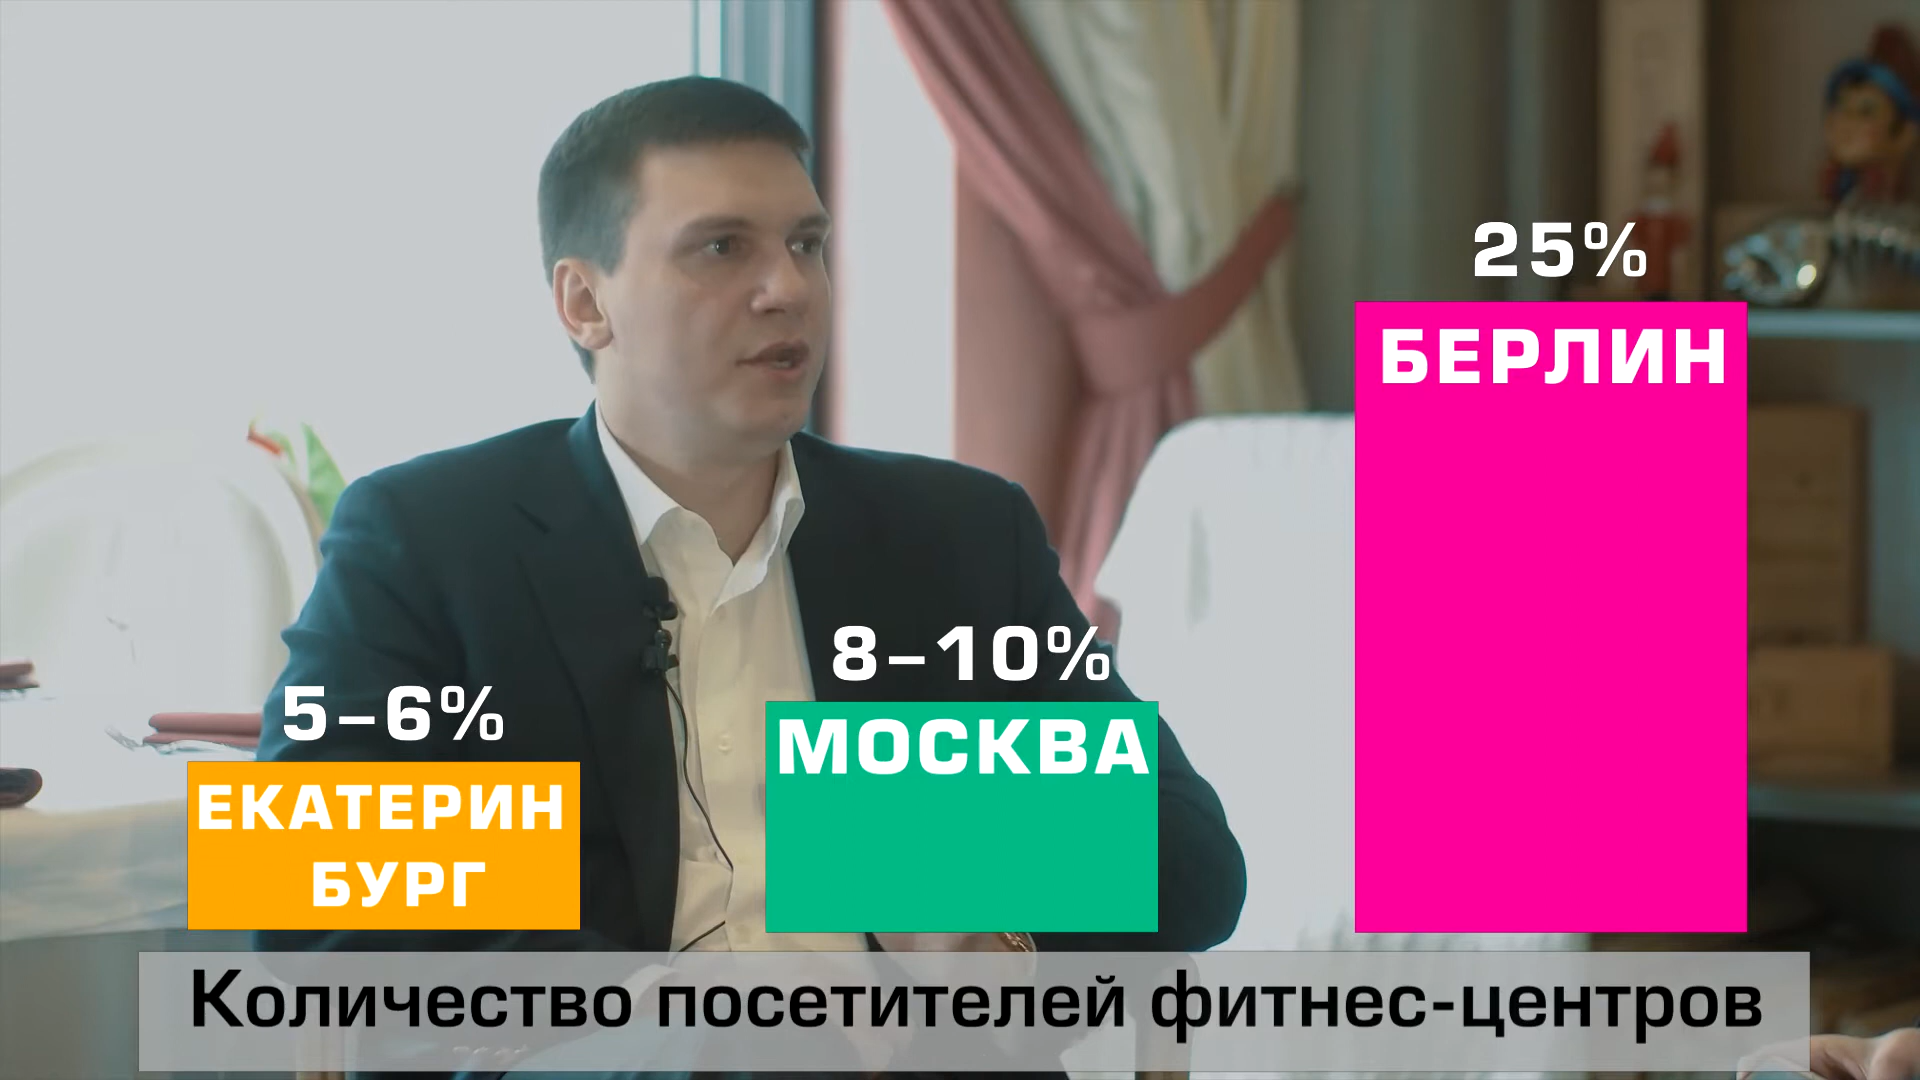 25%
БЕРЛИН
8–10%
МОСКВА
5–6%
ЕКАТЕРИН
БУРГ
Количество посетителей фитнес-центров